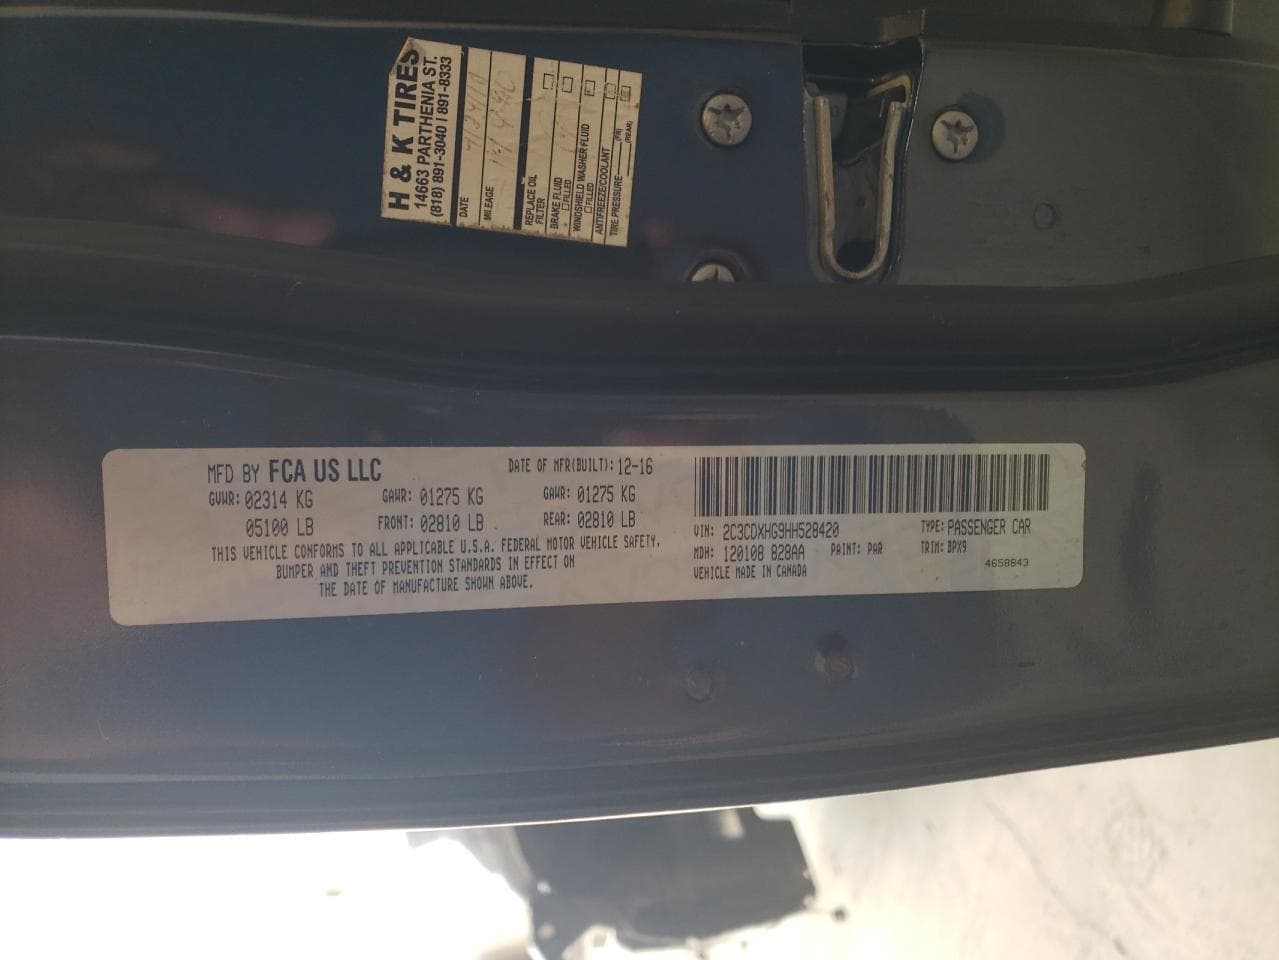 H & K TIRES
14663 PARTHENIA ST.
(818) 891-3040 | 891-8333
DATE
MILEAGE
REPLACE OIL
FILTER
BRAKE FLUID
FILLED
WINDSHIELD WASHER FLUID
FILLED
ANTIFREEZE/COOLANT
TIRE PRESSURE (FR)
(REAR)
MFD BY FCA US LLC
DATE OF MFR(BUILT): 12-16
GVWR: 02314 KG GAWR: 01275 KG GAWR: 01275 KG
05100 LB FRONT: 02810 LB REAR: 02810 LB
THIS VEHICLE CONFORMS TO ALL APPLICABLE U.S.A. FEDERAL MOTOR VEHICLE SAFETY,
BUMPER AND THEFT PREVENTION STANDARDS IN EFFECT ON
THE DATE OF MANUFACTURE SHOWN ABOVE.
VIN: 2C3CDXHG9HH528420 TYPE: PASSENGER CAR
MDH: 120108 828AA PAINT: PAR TRIM: BPX9
VEHICLE MADE IN CANADA
4658843